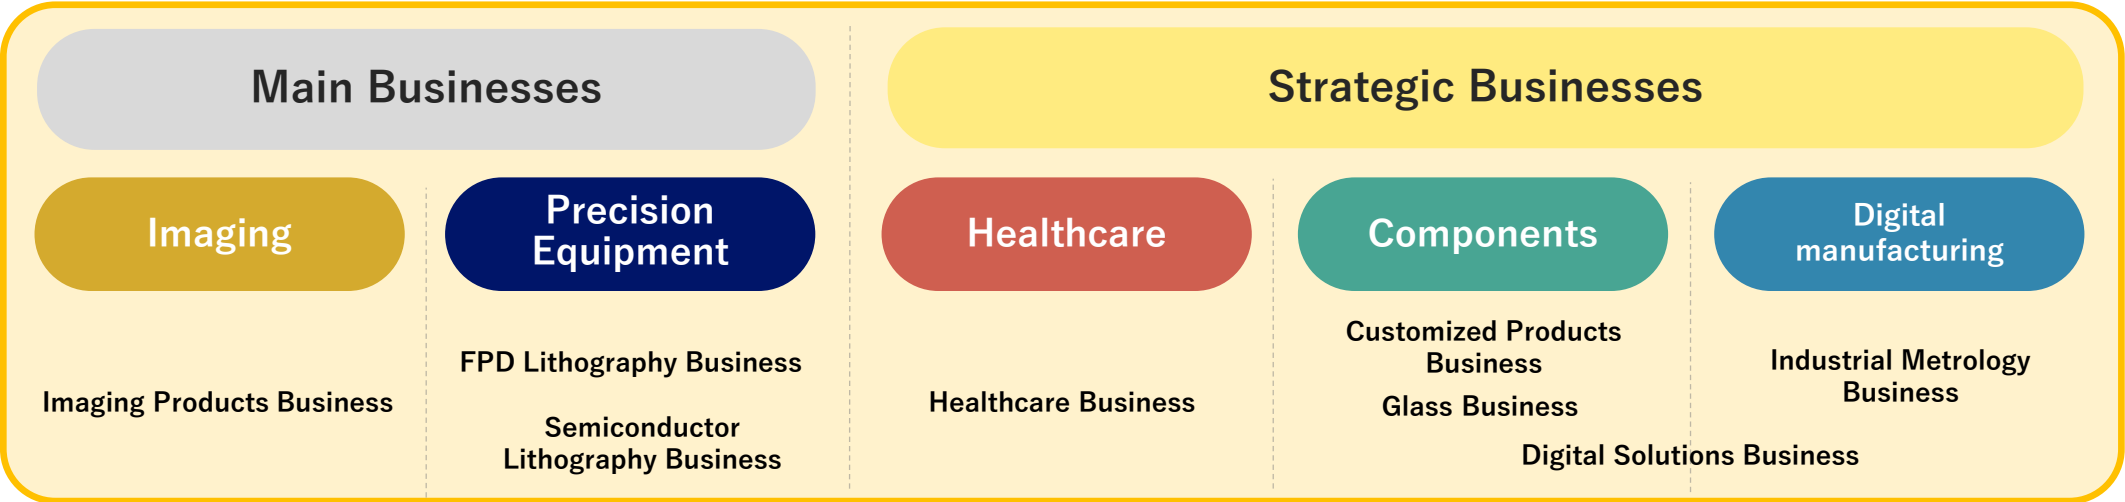 Main Businesses
Strategic Businesses
Imaging
Precision
Equipment
Healthcare
Components
Digital
manufacturing
Imaging Products Business
FPD Lithography Business
Semiconductor
Lithography Business
Healthcare Business
Customized Products
Business
Glass Business
Industrial Metrology
Business
Digital Solutions Business